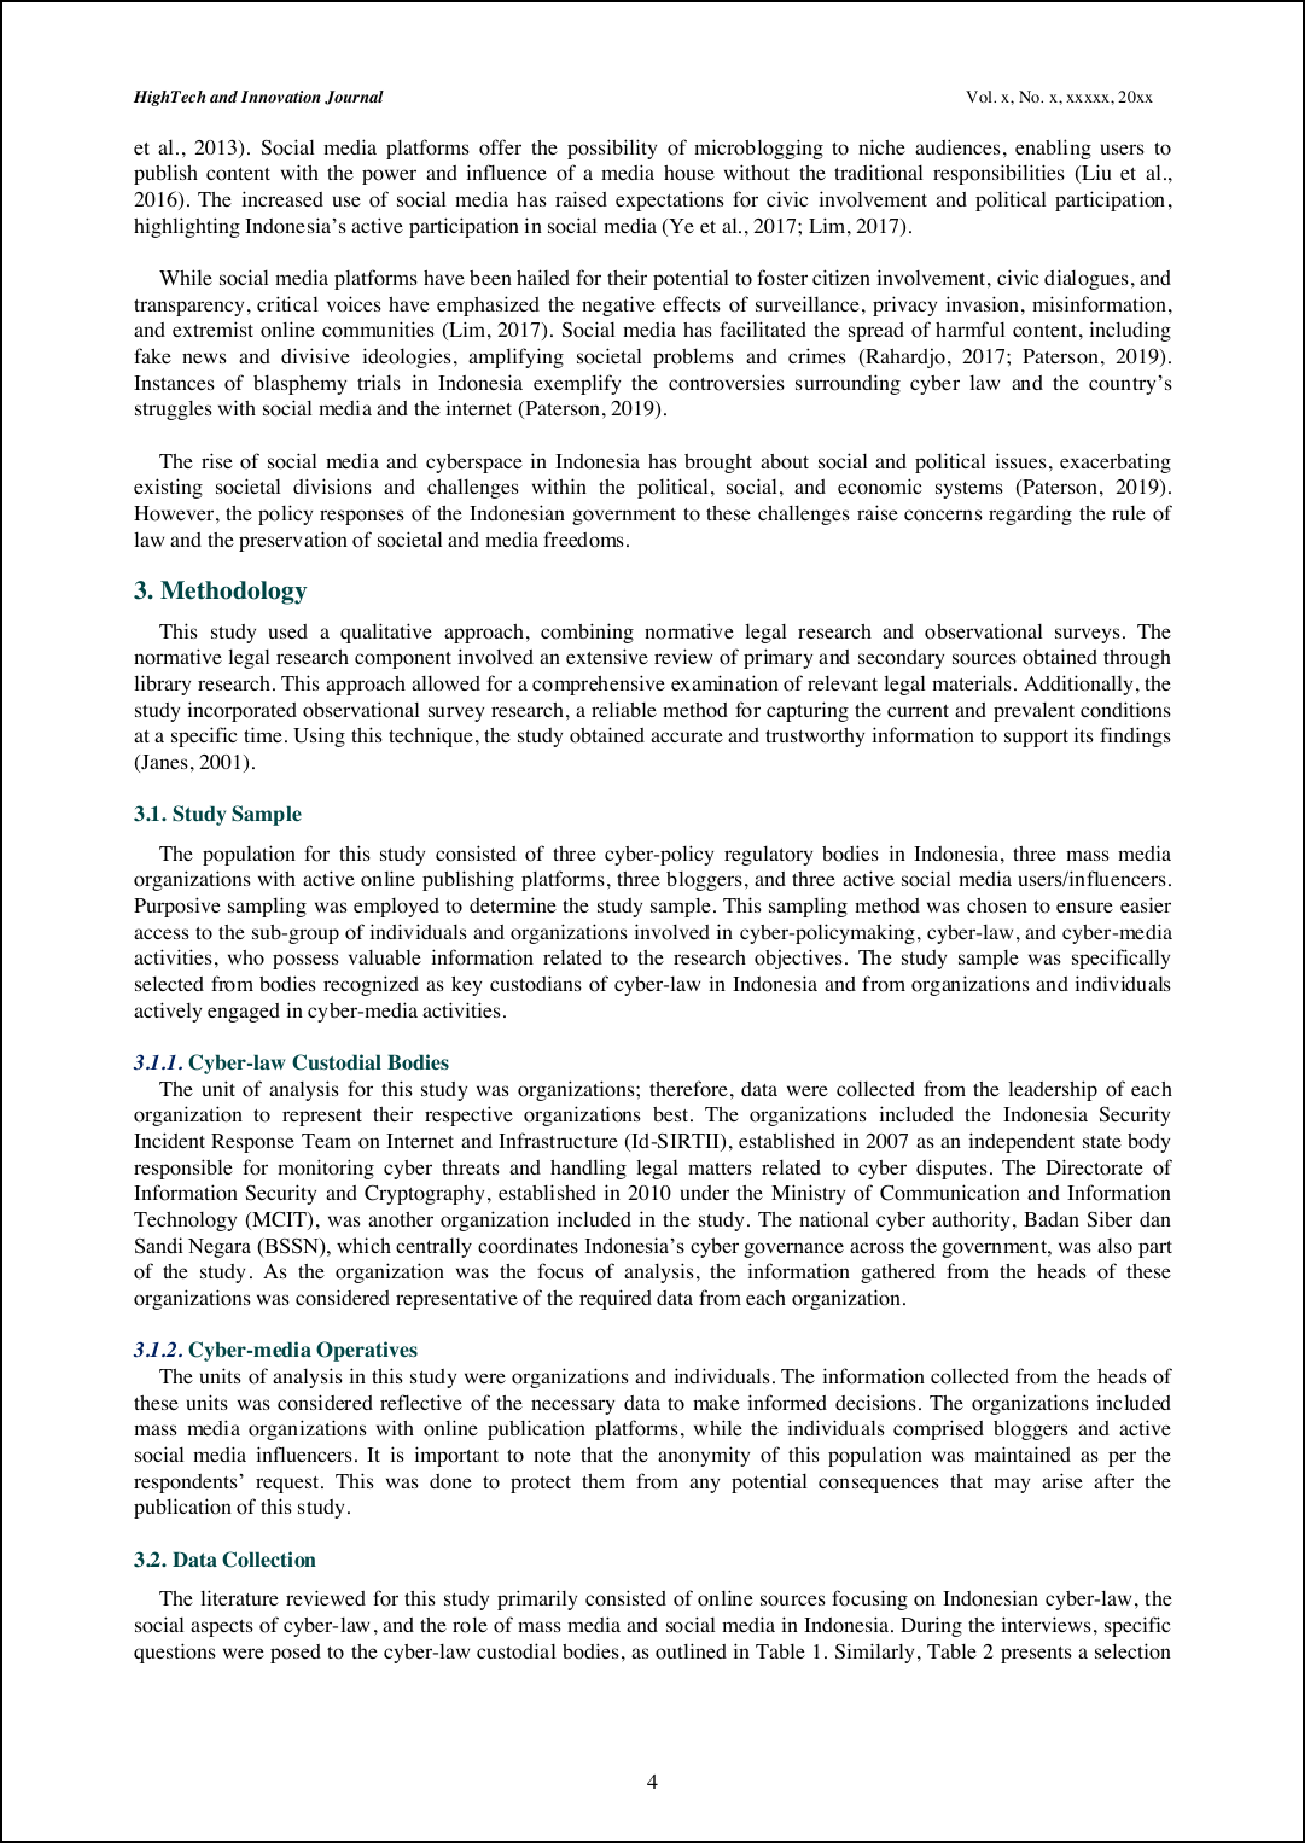 HighTech and Innovation Journal Vol. x, No. x, xxxxx, 20xx
et al., 2013). Social media platforms offer the possibility of microblogging to niche audiences, enabling users to
publish content with the power and influence of a media house without the traditional responsibilities (Liu et al.,
2016). The increased use of social media has raised expectations for civic involvement and political participation,
highlighting Indonesia’s active participation in social media (Ye et al., 2017; Lim, 2017).
While social media platforms have been hailed for their potential to foster citizen involvement, civic dialogues, and
transparency, critical voices have emphasized the negative effects of surveillance, privacy invasion, misinformation,
and extremist online communities (Lim, 2017). Social media has facilitated the spread of harmful content, including
fake news and divisive ideologies, amplifying societal problems and crimes (Rahardjo, 2017; Paterson, 2019).
Instances of blasphemy trials in Indonesia exemplify the controversies surrounding cyber law and the country’s
struggles with social media and the internet (Paterson, 2019).
The rise of social media and cyberspace in Indonesia has brought about social and political issues, exacerbating
existing societal divisions and challenges within the political, social, and economic systems (Paterson, 2019).
However, the policy responses of the Indonesian government to these challenges raise concerns regarding the rule of
law and the preservation of societal and media freedoms.
3. Methodology
This study used a qualitative approach, combining normative legal research and observational surveys. The
normative legal research component involved an extensive review of primary and secondary sources obtained through
library research. This approach allowed for a comprehensive examination of relevant legal materials. Additionally, the
study incorporated observational survey research, a reliable method for capturing the current and prevalent conditions
at a specific time. Using this technique, the study obtained accurate and trustworthy information to support its findings
(Janes, 2001).
3.1. Study Sample
The population for this study consisted of three cyber-policy regulatory bodies in Indonesia, three mass media
organizations with active online publishing platforms, three bloggers, and three active social media users/influencers.
Purposive sampling was employed to determine the study sample. This sampling method was chosen to ensure easier
access to the sub-group of individuals and organizations involved in cyber-policymaking, cyber-law, and cyber-media
activities, who possess valuable information related to the research objectives. The study sample was specifically
selected from bodies recognized as key custodians of cyber-law in Indonesia and from organizations and individuals
actively engaged in cyber-media activities.
3.1.1. Cyber-law Custodial Bodies
The unit of analysis for this study was organizations; therefore, data were collected from the leadership of each
organization to represent their respective organizations best. The organizations included the Indonesia Security
Incident Response Team on Internet and Infrastructure (Id-SIRTII), established in 2007 as an independent state body
responsible for monitoring cyber threats and handling legal matters related to cyber disputes. The Directorate of
Information Security and Cryptography, established in 2010 under the Ministry of Communication and Information
Technology (MCIT), was another organization included in the study. The national cyber authority, Badan Siber dan
Sandi Negara (BSSN), which centrally coordinates Indonesia’s cyber governance across the government, was also part
of the study. As the organization was the focus of analysis, the information gathered from the heads of these
organizations was considered representative of the required data from each organization.
3.1.2. Cyber-media Operatives
The units of analysis in this study were organizations and individuals. The information collected from the heads of
these units was considered reflective of the necessary data to make informed decisions. The organizations included
mass media organizations with online publication platforms, while the individuals comprised bloggers and active
social media influencers. It is important to note that the anonymity of this population was maintained as per the
respondents’ request. This was done to protect them from any potential consequences that may arise after the
publication of this study.
3.2. Data Collection
The literature reviewed for this study primarily consisted of online sources focusing on Indonesian cyber-law, the
social aspects of cyber-law, and the role of mass media and social media in Indonesia. During the interviews, specific
questions were posed to the cyber-law custodial bodies, as outlined in Table 1. Similarly, Table 2 presents a selection
4